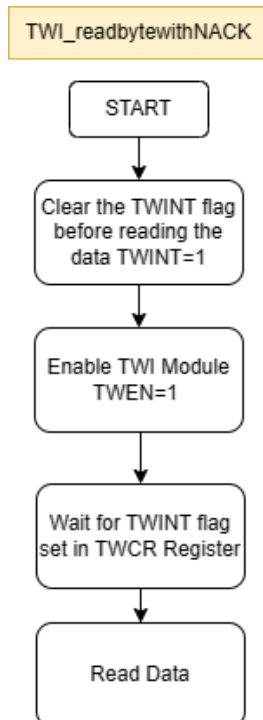 TWI_readbytewithNACK
START
Clear the TWINT flag
before reading the
data TWINT=1
Enable TWI Module
TWEN=1
Wait for TWINT flag
set in TWCR Register
Read Data